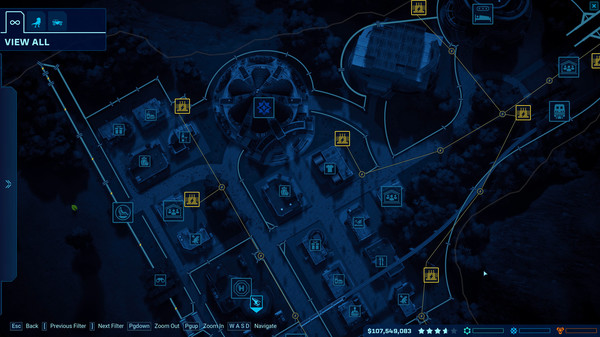 VIEW ALL
Esc Back [ Previous Filter ] Next Filter Pgdown Zoom Out Pgup Zoom In W A S D Navigate
$107,549,083